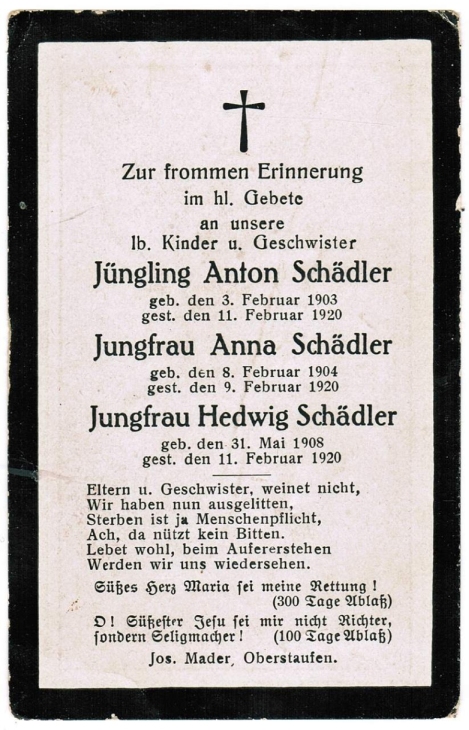 Zur frommen Erinnerung
im hl. Gebete
an unsere
lb. Kinder u. Geschwister
Jüngling Anton Schädler
geb. den 3. Februar 1903
gest. den 11. Februar 1920
Jungfrau Anna Schädler
geb. den 8. Februar 1904
gest. den 9. Februar 1920
Jungfrau Hedwig Schädler
geb. den 31. Mai 1908
gest. den 11. Februar 1920
Eltern u. Geschwister, weinet nicht,
Wir haben nun ausgelitten,
Sterben ist ja Menschenpflicht,
Ach, da nützt kein Bitten.
Lebet wohl, beim Aufererstehen
Werden wir uns wiedersehen.
Süßes Herz Maria sei meine Rettung!
(300 Tage Ablaß)
O! Süßester Jesu sei mir nicht Richter,
sondern Seligmacher! (100 Tage Ablaß)
Jos. Mader, Oberstaufen.